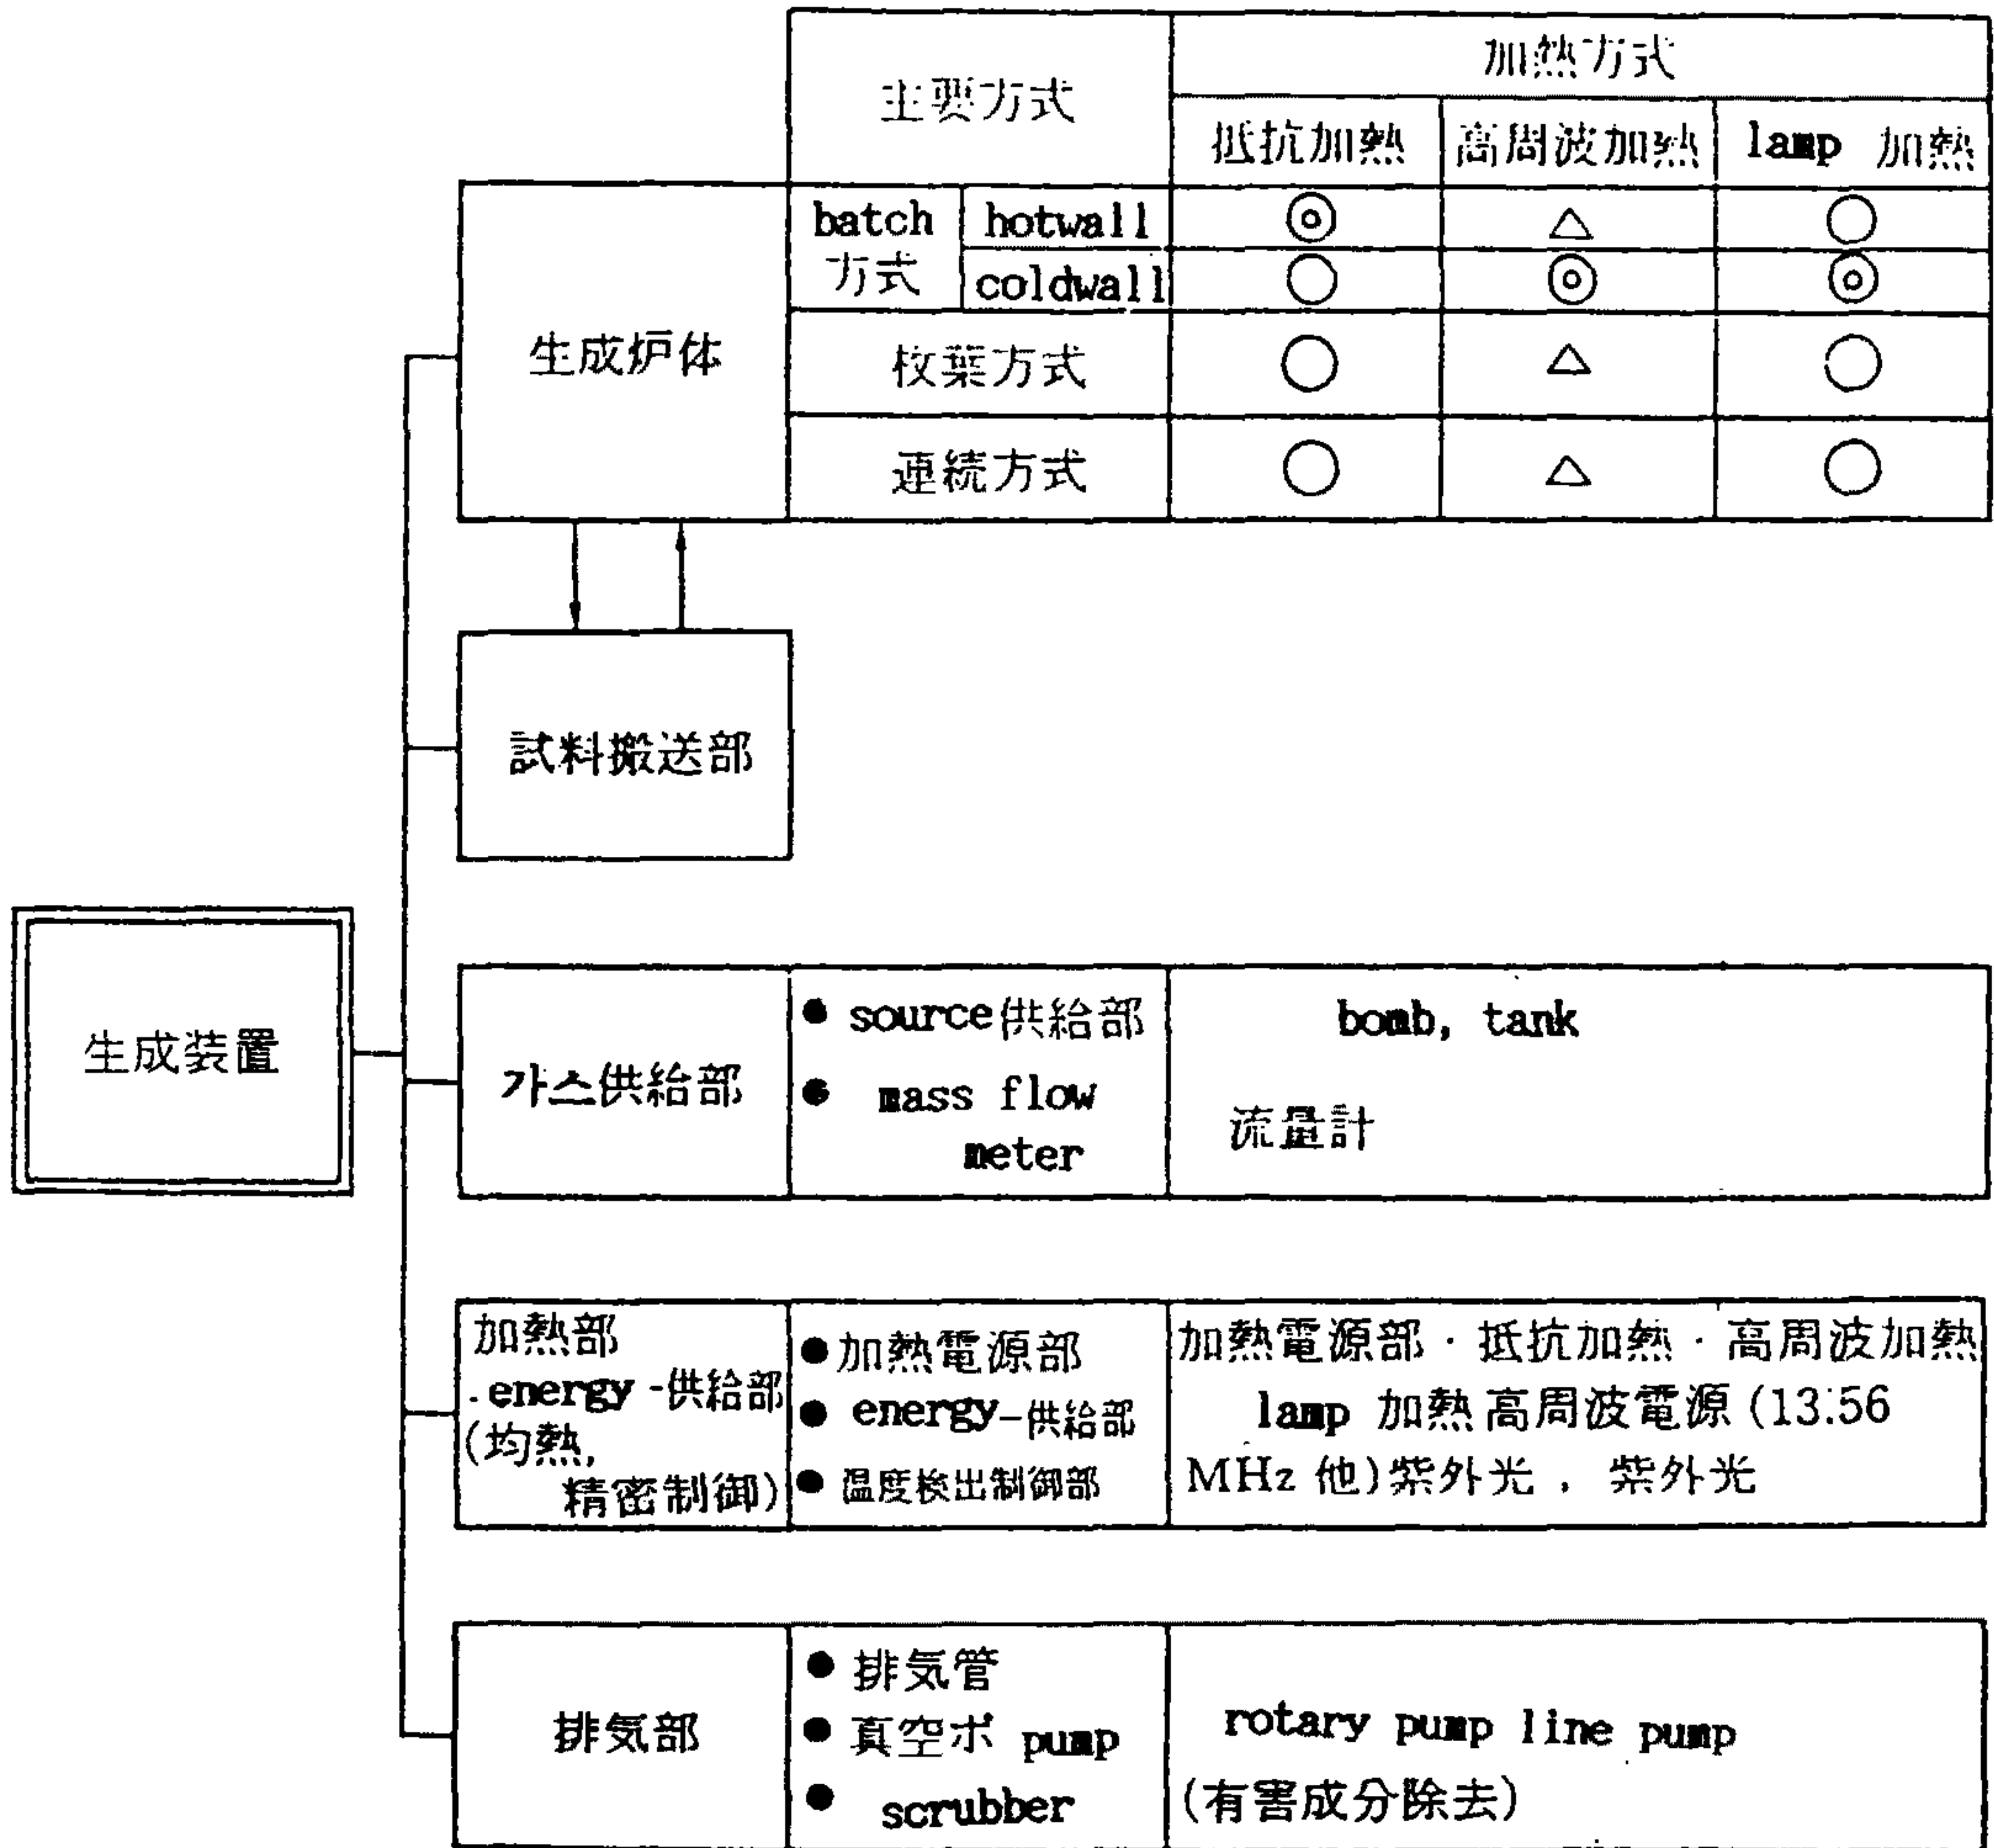 主要方式
加熱方式
抵抗加熱
高周波加熱
lamp 加熱
batch
方式
hotwall
◎
△
○
coldwall
○
◎
◎
生成炉体
枚葉方式
○
△
○
連続方式
○
△
○
試料搬送部
生成装置
가스供給部
● source供給部
● mass flow
meter
bomb, tank
流量計
加熱部
·energy-供給部
(均熱,
精密制御)
●加熱電源部
● energy-供給部
● 温度検出制御部
加熱電源部・抵抗加熱・高周波加熱
lamp 加熱高周波電源(13.56
MHz 他)紫外光, 紫外光
排気部
● 排気管
● 真空ポ pump
● scrubber
rotary pump line pump
(有害成分除去)